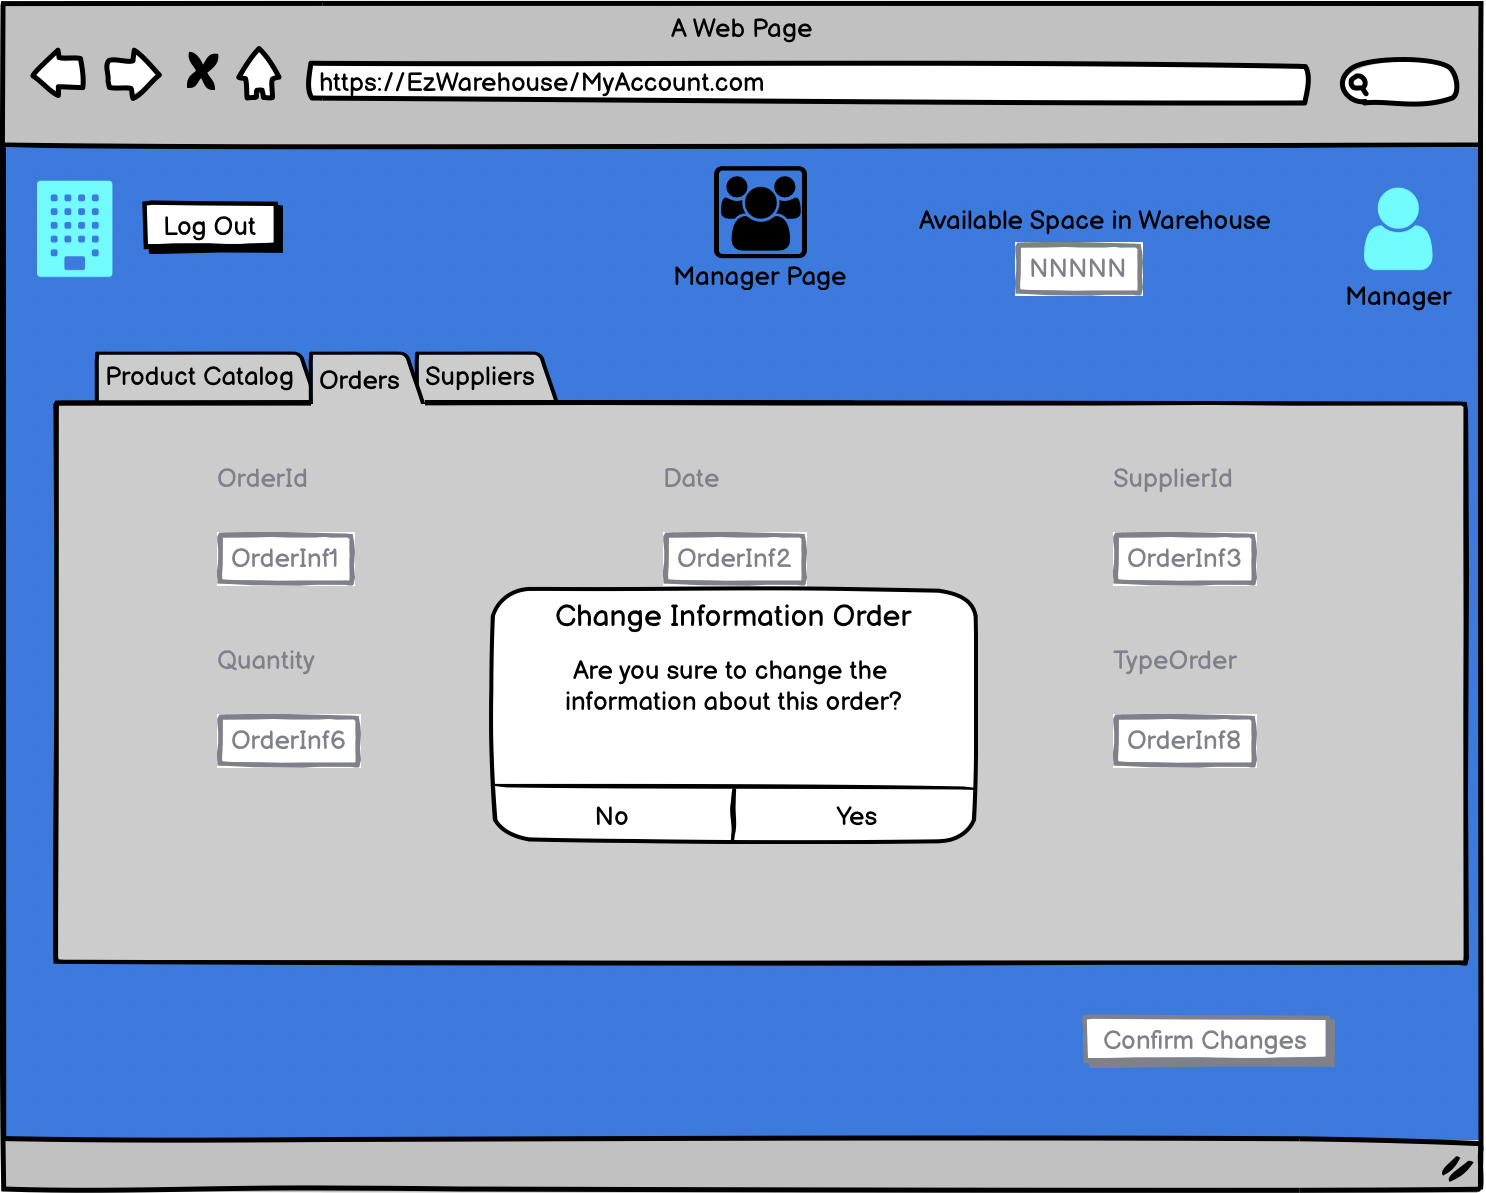 A Web Page
https://EzWarehouse/MyAccount.com
Log Out
Manager Page
Available Space in Warehouse
NNNNN
Manager
Product Catalog
Orders
Suppliers
OrderId
Date
SupplierId
OrderInf1
OrderInf2
OrderInf3
Change Information Order
Are you sure to change the
information about this order?
No
Yes
Quantity
TypeOrder
OrderInf6
OrderInf8
Confirm Changes